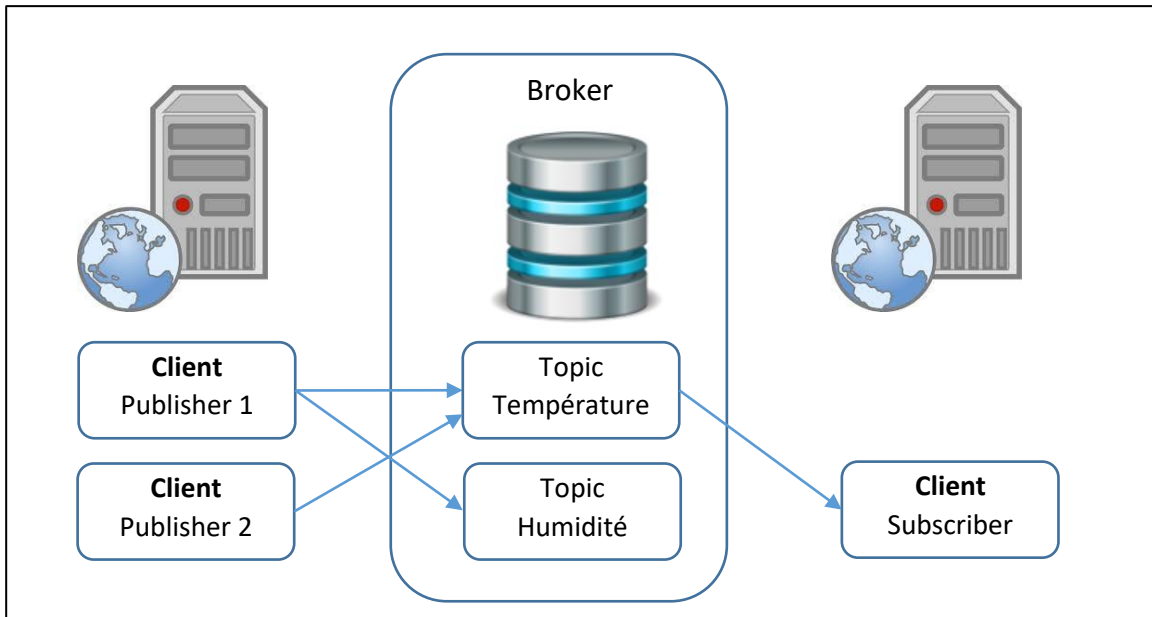 Broker
Client
Publisher 1
Topic
Température
Client
Publisher 2
Topic
Humidité
Client
Subscriber